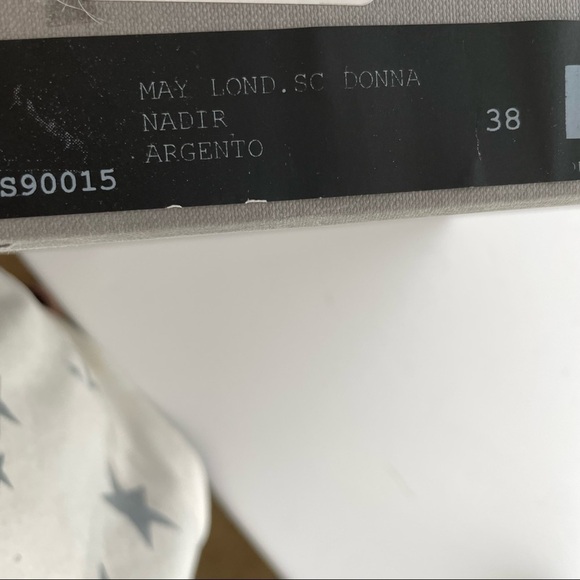 MAY LOND.SC DONNA
NADIR 38
ARGENTO
S90015